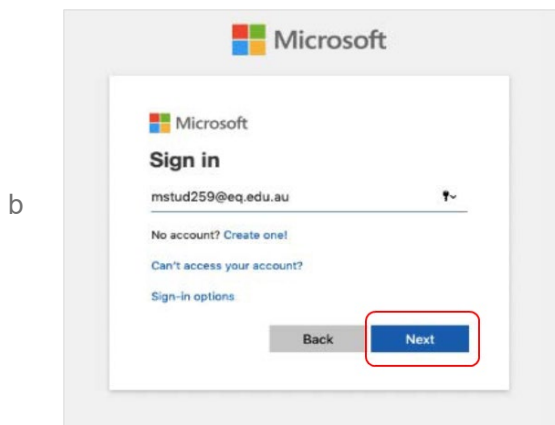 Microsoft
Microsoft
Sign in
b
mstud259@eq.edu.au
No account? Create one!
Can't access your account?
Sign-in options
Back Next